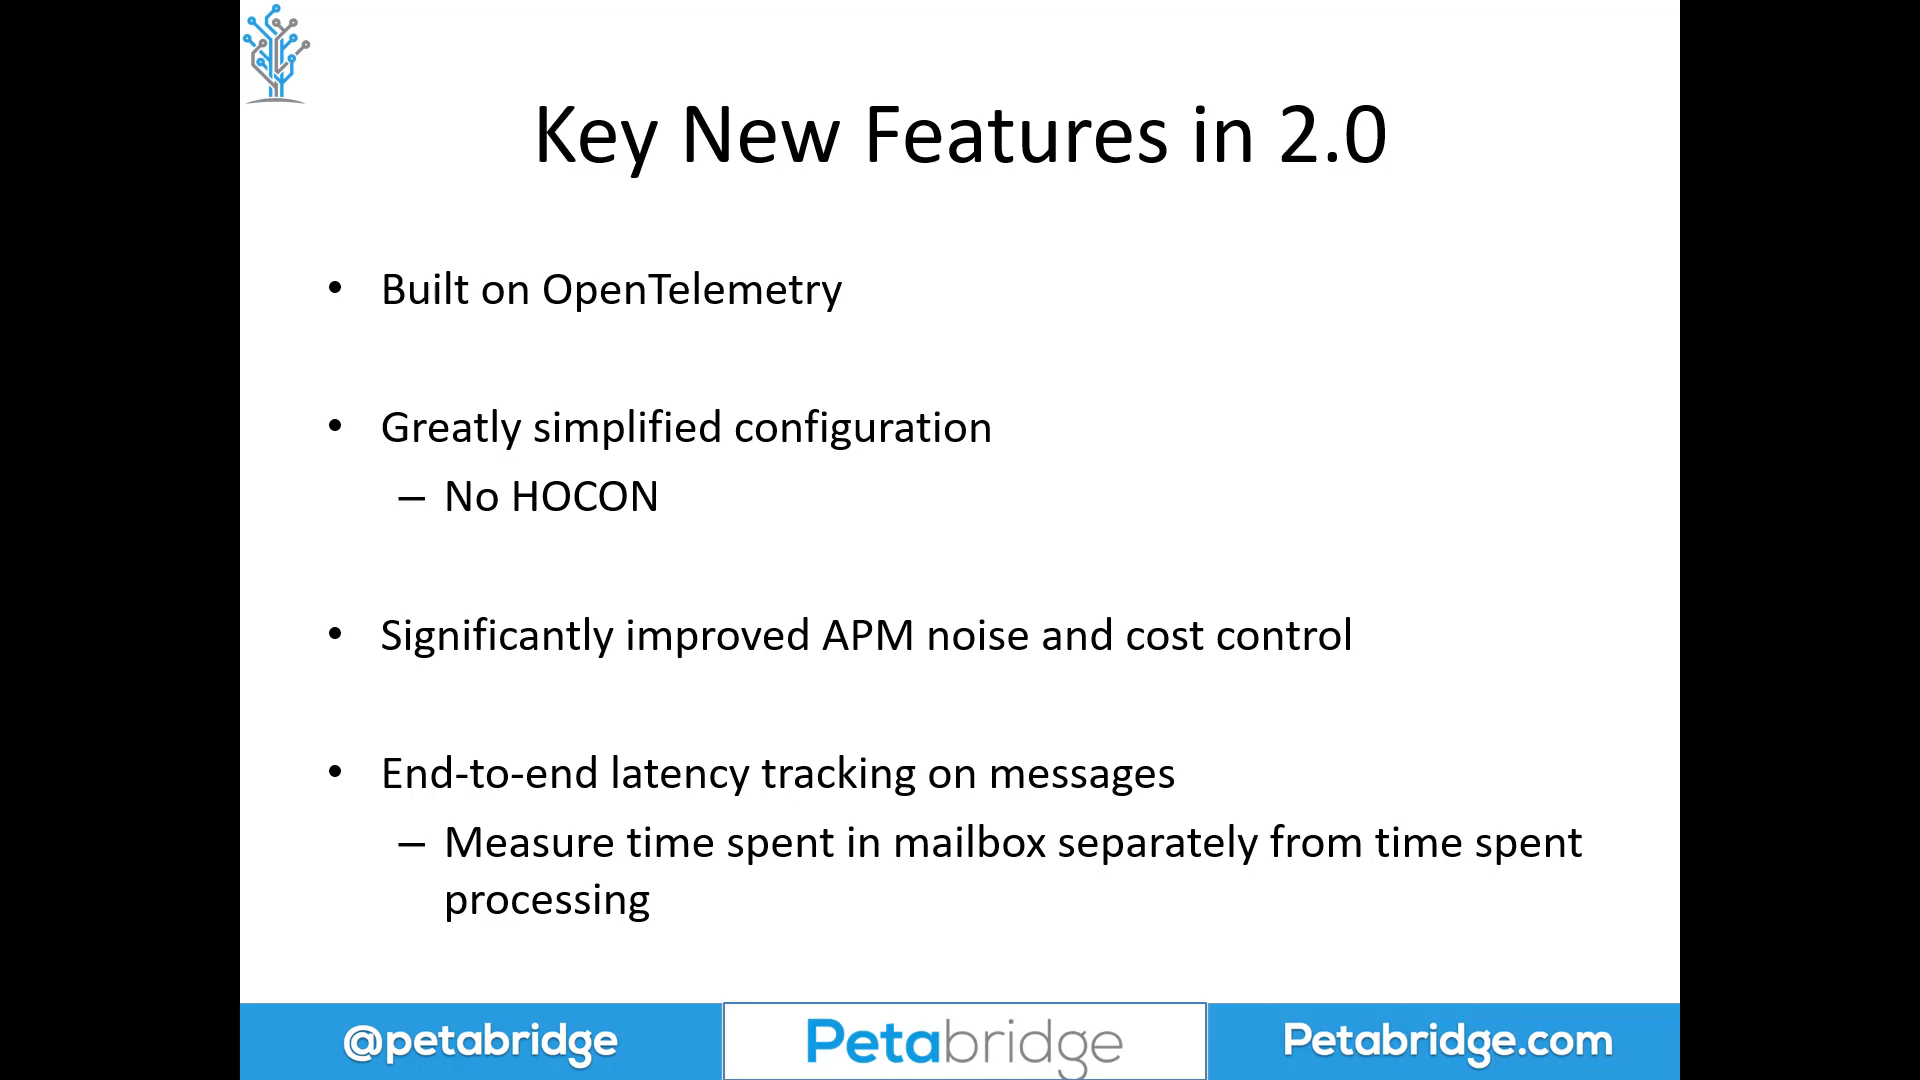 Key New Features in 2.0
• Built on OpenTelemetry
• Greatly simplified configuration
– No HOCON
• Significantly improved APM noise and cost control
• End-to-end latency tracking on messages
– Measure time spent in mailbox separately from time spent
processing
@petabridge
Petabridge
Petabridge.com